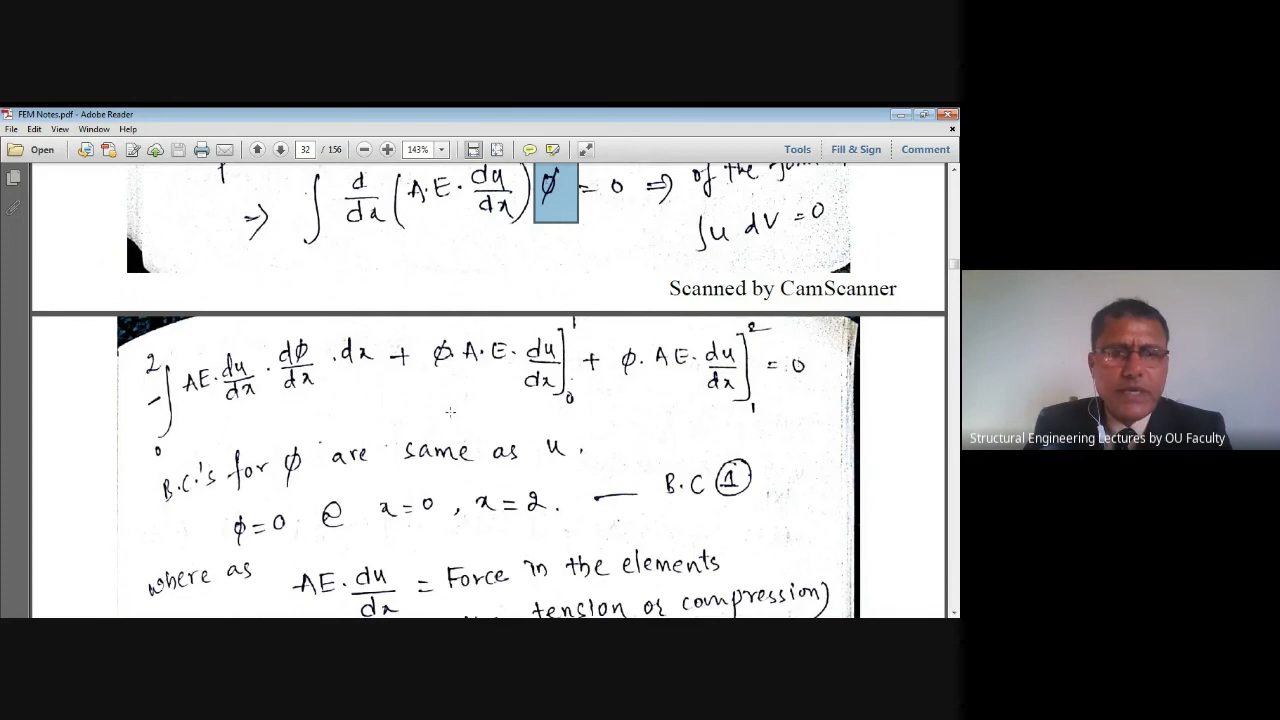 FEM Notes.pdf - Adobe Reader
File Edit View Window Help
Open 32 / 156 143% Tools Fill & Sign Comment
⇒ ∫ d/dx (A.E. du/dx) φ = 0 ⇒ of the
∫u dV = 0
Scanned by CamScanner
-∫₀² AE. du/dx . dφ/dx . dx + φ. A. E. du/dx ]₀¹ + φ. AE. du/dx ]₁² = 0
B.C.'s for φ are same as u.
φ = 0 @ x = 0, x = 2. — B.C ①
where as AE. du/dx = Force in the elements
tension or compression)
Structural Engineering Lectures by OU Faculty